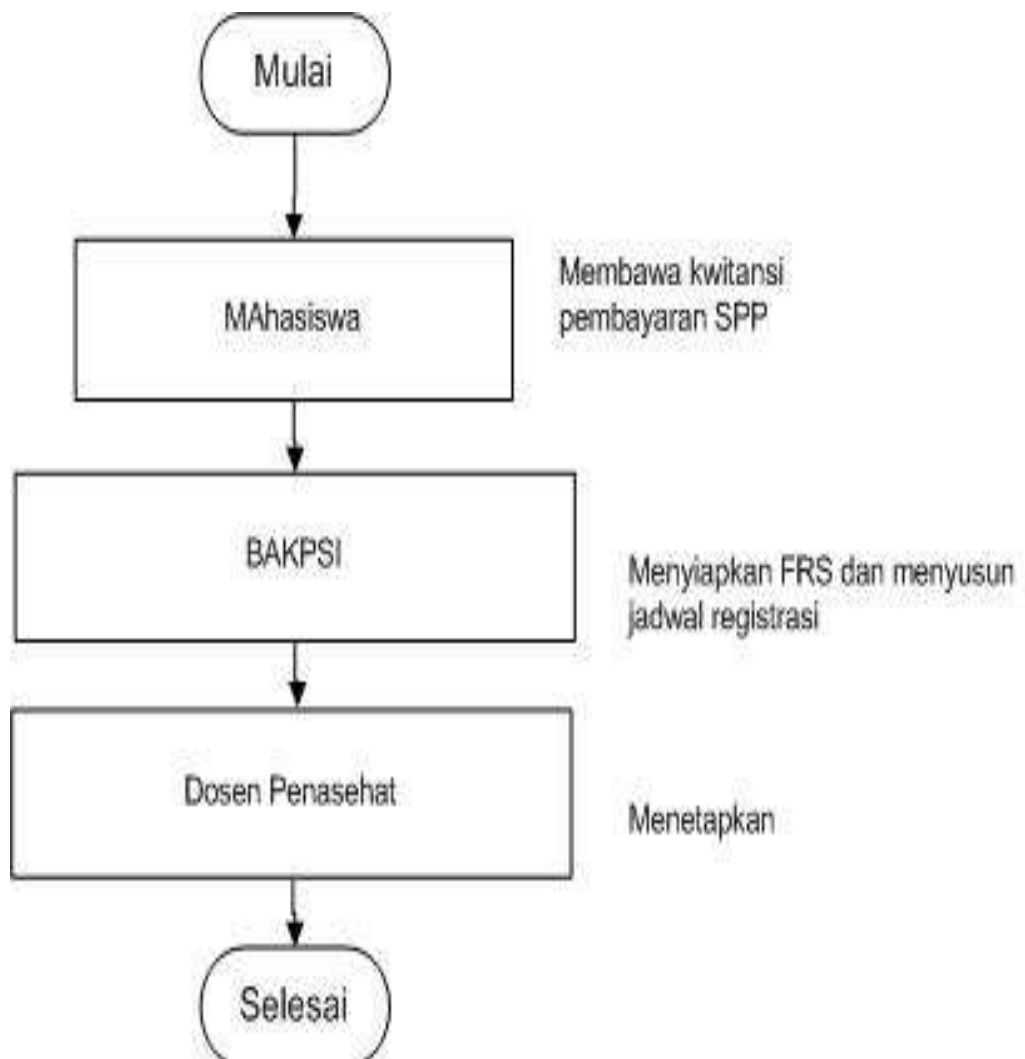 Mulai
MAhasiswa
Membawa kwitansi
pembayaran SPP
BAKPSI
Menyiapkan FRS dan menyusun
jadwal registrasi
Dosen Penasehat
Menetapkan
Selesai